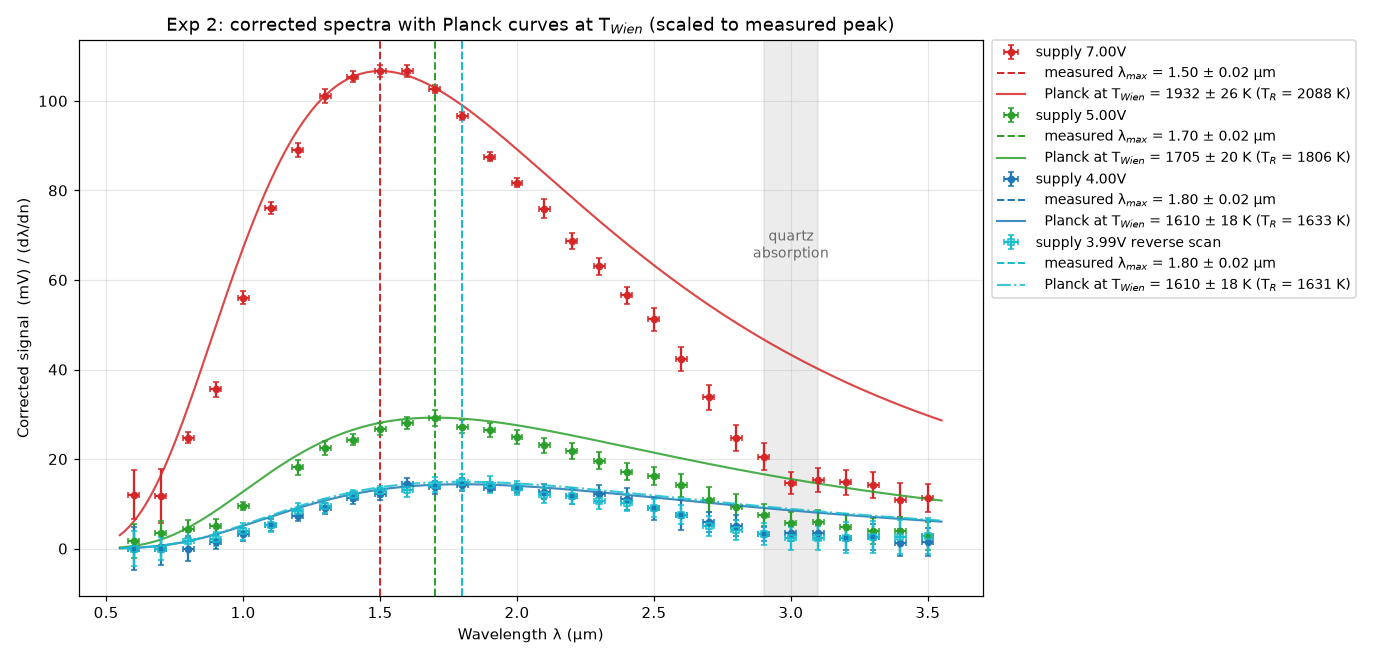 Exp 2: corrected spectra with Planck curves at T_Wien (scaled to measured peak)
Corrected signal (mV) / (dλ/dn)
100
80
60
40
20
0
quartz
absorption
0.5 1.0 1.5 2.0 2.5 3.0 3.5
Wavelength λ (μm)
supply 7.00V
measured λ_max = 1.50 ± 0.02 μm
Planck at T_Wien = 1932 ± 26 K (T_R = 2088 K)
supply 5.00V
measured λ_max = 1.70 ± 0.02 μm
Planck at T_Wien = 1705 ± 20 K (T_R = 1806 K)
supply 4.00V
measured λ_max = 1.80 ± 0.02 μm
Planck at T_Wien = 1610 ± 18 K (T_R = 1633 K)
supply 3.99V reverse scan
measured λ_max = 1.80 ± 0.02 μm
Planck at T_Wien = 1610 ± 18 K (T_R = 1631 K)